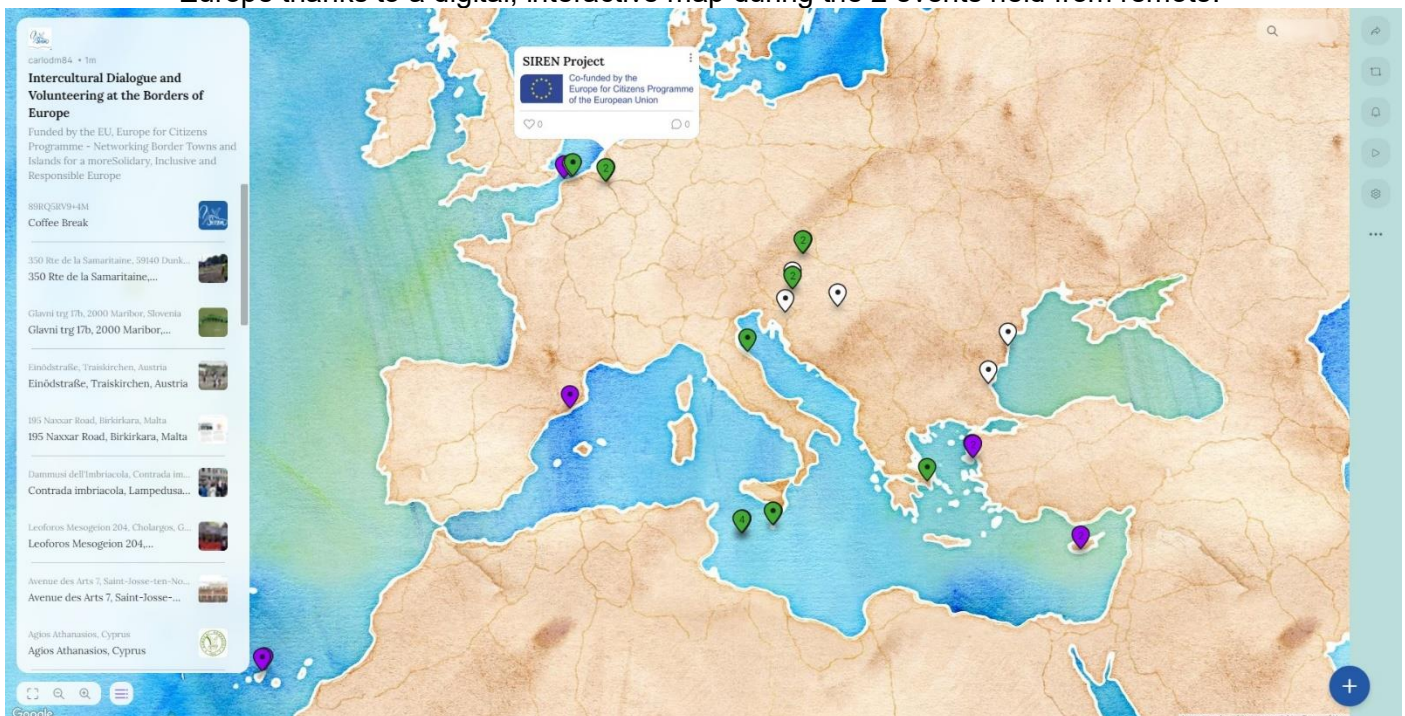 Europe thanks to a digital, interactive map during the 2 events held from remote.
carlodm84 • 1m
Intercultural Dialogue and
Volunteering at the Borders of
Europe
Funded by the EU, Europe for Citizens
Programme - Networking Border Towns and
Islands for a moreSolidary, Inclusive and
Responsible Europe
89RQ5RV9+4M
Coffee Break
350 Rte de la Samaritaine, 59140 Dunk...
350 Rte de la Samaritaine,...
Glavni trg 17b, 2000 Maribor, Slovenia
Glavni trg 17b, 2000 Maribor,...
Einödstraße, Traiskirchen, Austria
Einödstraße, Traiskirchen, Austria
195 Naxxar Road, Birkirkara, Malta
195 Naxxar Road, Birkirkara, Malta
Dammusi dell'Imbriacola, Contrada im...
Contrada imbriacola, Lampedusa...
Leoforos Mesogeion 204, Cholargos, G...
Leoforos Mesogeion 204,...
Avenue des Arts 7, Saint-Josse-ten-No...
Avenue des Arts 7, Saint-Josse-...
Agios Athanasios, Cyprus
Agios Athanasios, Cyprus
Google
SIREN Project
Co-funded by the
Europe for Citizens Programme
of the European Union
0
0
2
2
2
4